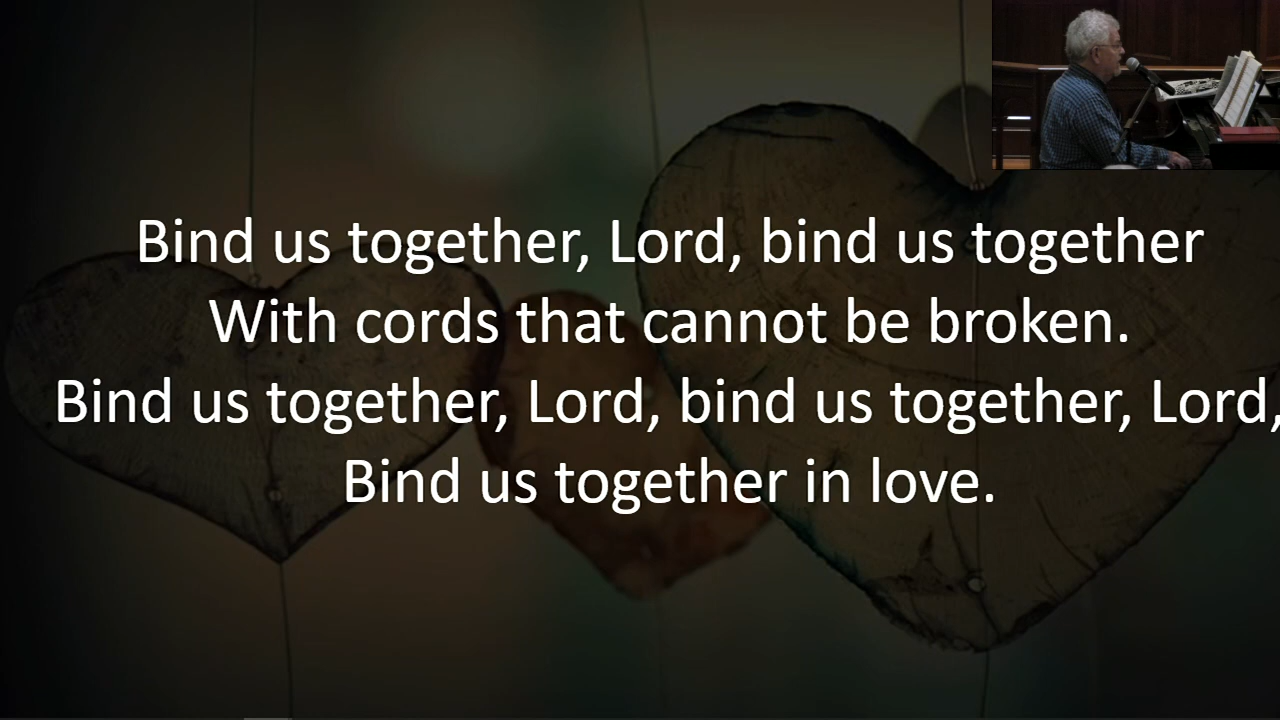 Bind us together, Lord, bind us together
With cords that cannot be broken.
Bind us together, Lord, bind us together, Lord,
Bind us together in love.